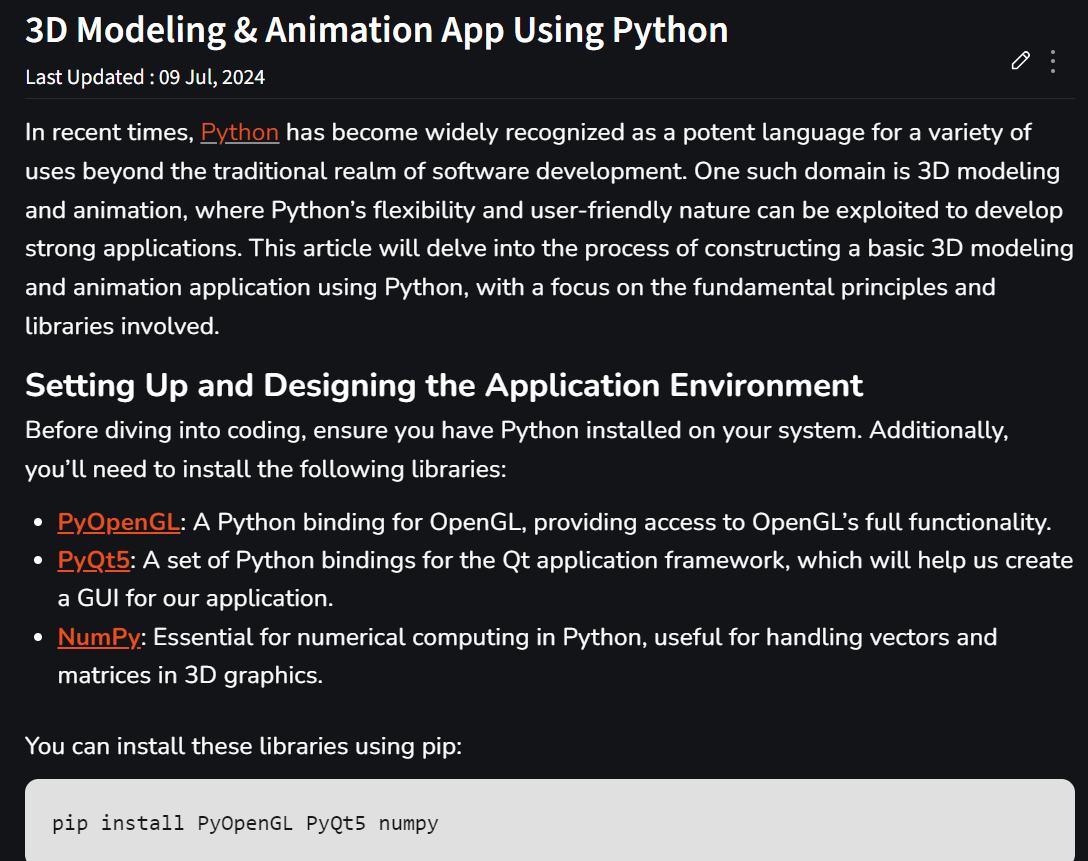 3D Modeling & Animation App Using Python
Last Updated : 09 Jul, 2024
In recent times, Python has become widely recognized as a potent language for a variety of
uses beyond the traditional realm of software development. One such domain is 3D modeling
and animation, where Python’s flexibility and user-friendly nature can be exploited to develop
strong applications. This article will delve into the process of constructing a basic 3D modeling
and animation application using Python, with a focus on the fundamental principles and
libraries involved.
Setting Up and Designing the Application Environment
Before diving into coding, ensure you have Python installed on your system. Additionally,
you’ll need to install the following libraries:
• PyOpenGL: A Python binding for OpenGL, providing access to OpenGL’s full functionality.
• PyQt5: A set of Python bindings for the Qt application framework, which will help us create
a GUI for our application.
• NumPy: Essential for numerical computing in Python, useful for handling vectors and
matrices in 3D graphics.
You can install these libraries using pip:
pip install PyOpenGL PyQt5 numpy